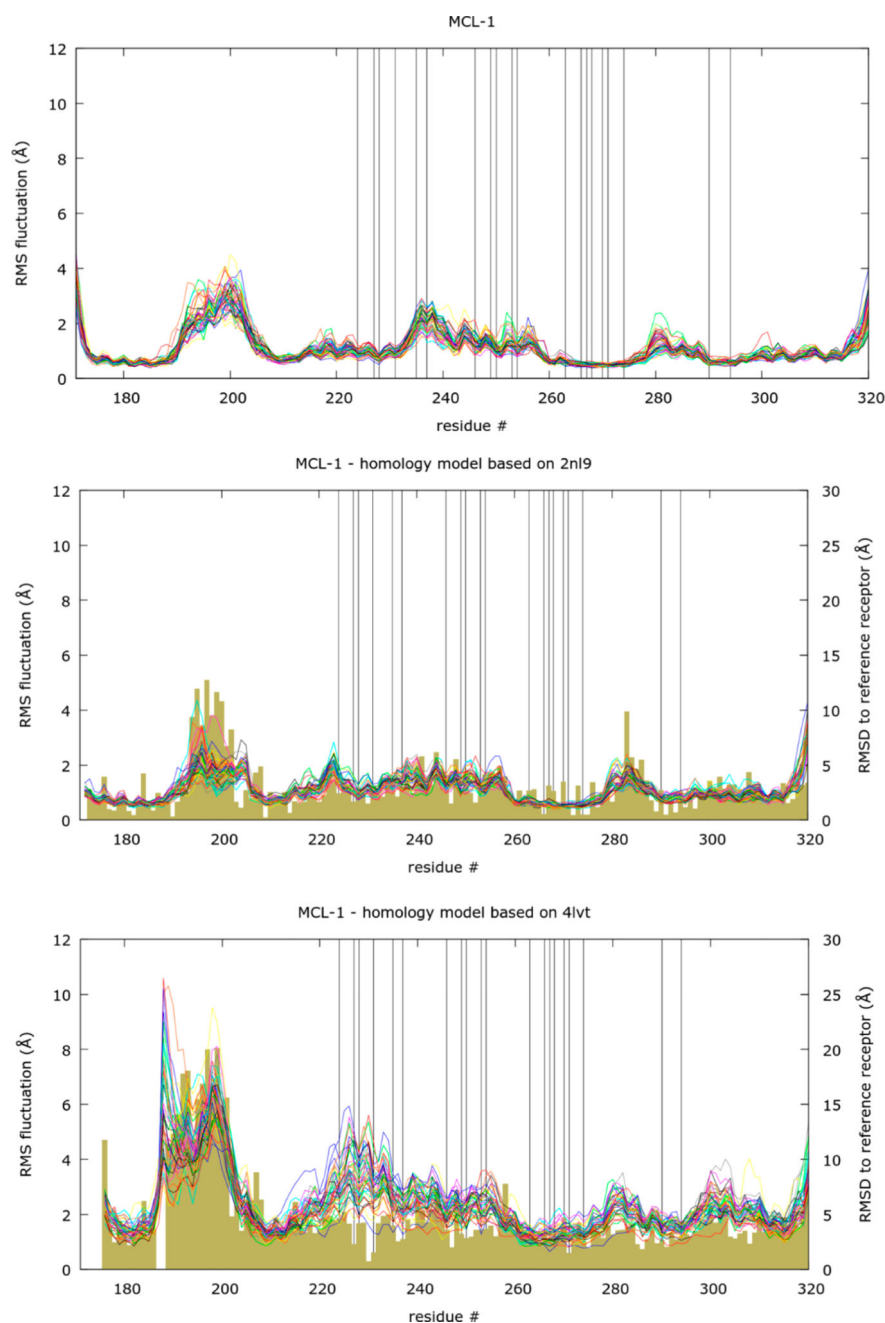 MCL-1
12
10
8
6
4
2
0
RMS fluctuation (Å)
180 200 220 240 260 280 300 320
residue #
MCL-1 - homology model based on 2nl9
12 30
25
10
8 20
6 15
4 10
2 5
0 0
RMS fluctuation (Å)
RMSD to reference receptor (Å)
180 200 220 240 260 280 300 320
residue #
MCL-1 - homology model based on 4lvt
12 30
25
10
8 20
6 15
4 10
2 5
0 0
RMS fluctuation (Å)
RMSD to reference receptor (Å)
180 200 220 240 260 280 300 320
residue #